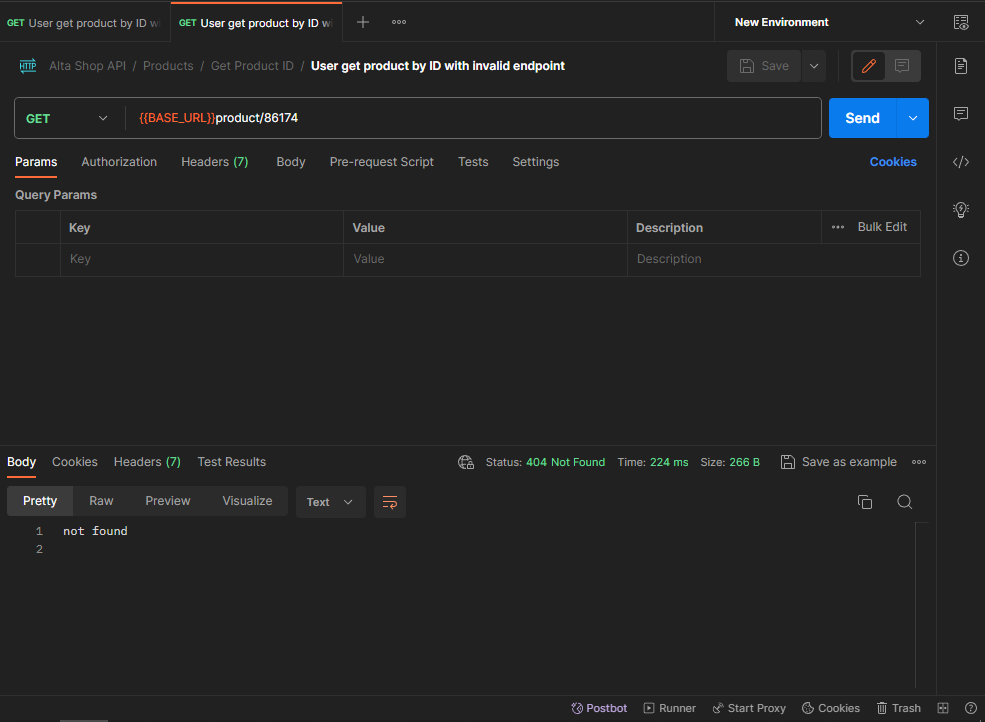 GET User get product by ID wi GET User get product by ID wi New Environment
HTTP Alta Shop API / Products / Get Product ID / User get product by ID with invalid endpoint Save
GET {{BASE_URL}}product/86174 Send
Params Authorization Headers (7) Body Pre-request Script Tests Settings Cookies
Query Params
Key Value Description Bulk Edit
Key Value Description
Body Cookies Headers (7) Test Results Status: 404 Not Found Time: 224 ms Size: 266 B Save as example
Pretty Raw Preview Visualize Text
1 not found
2
Postbot Runner Start Proxy Cookies Trash